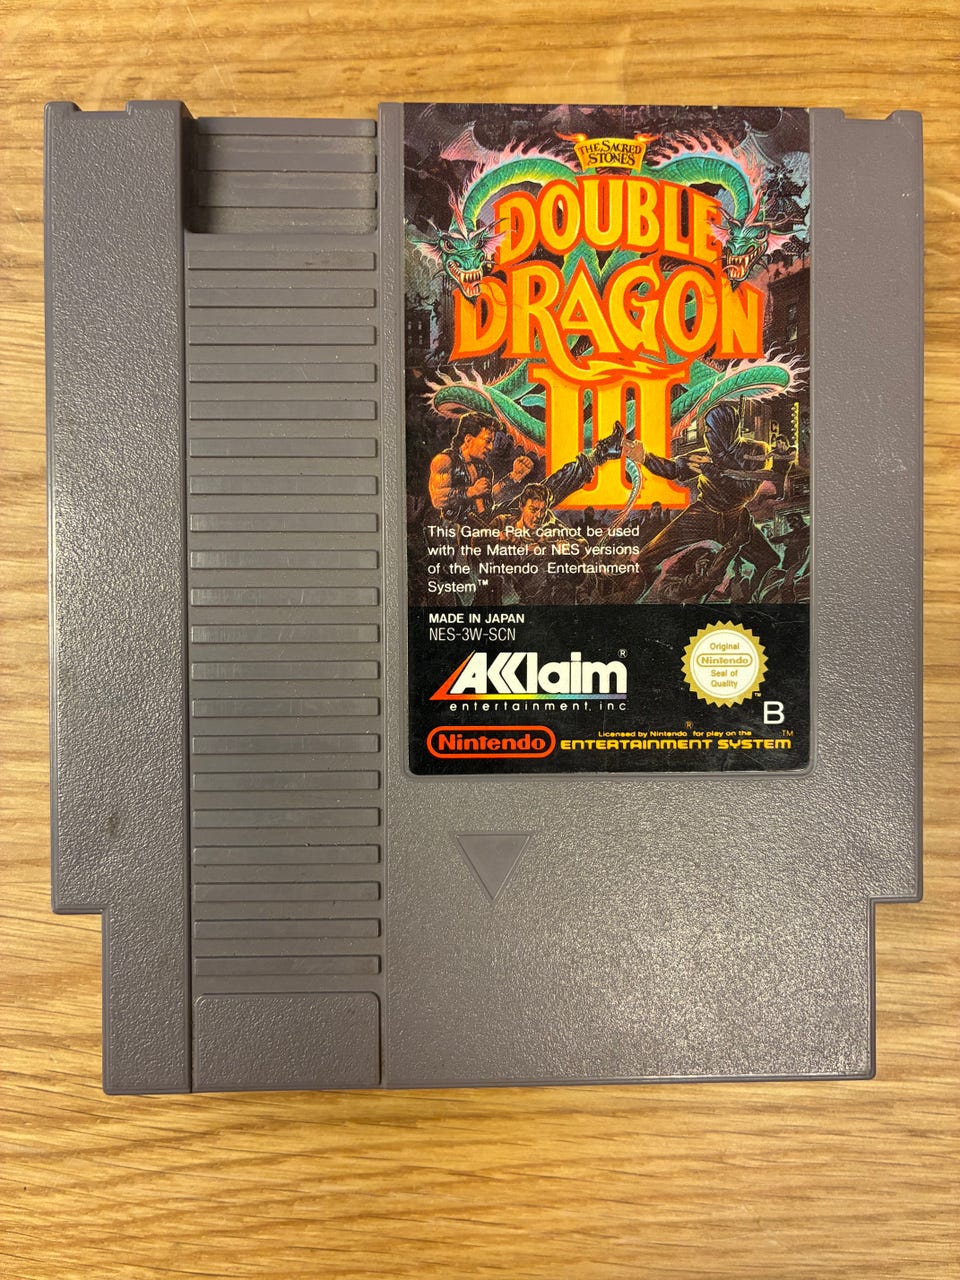 THE SACRED
STONES
DOUBLE
DRAGON
III
This Game Pak cannot be used
with the Mattel or NES versions
of the Nintendo Entertainment
System™
MADE IN JAPAN
NES-3W-SCN
AKKlaim®
entertainment, inc.
Original
Nintendo
Seal of
Quality
™
B
Nintendo®
Licensed by Nintendo for play on the
ENTERTAINMENT SYSTEM™